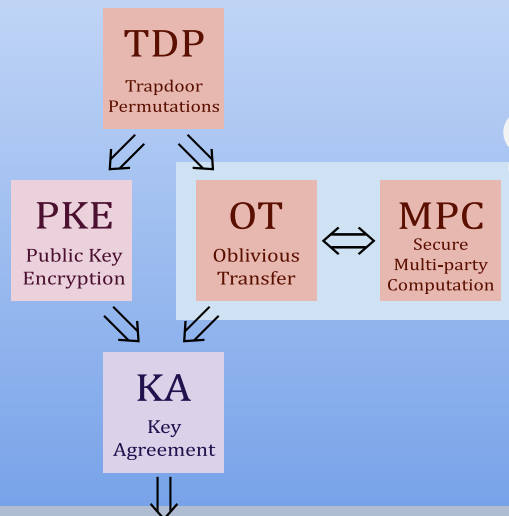 TDP
Trapdoor
Permutations
PKE
Public Key
Encryption
OT
Oblivious
Transfer
MPC
Secure
Multi-party
Computation
KA
Key
Agreement